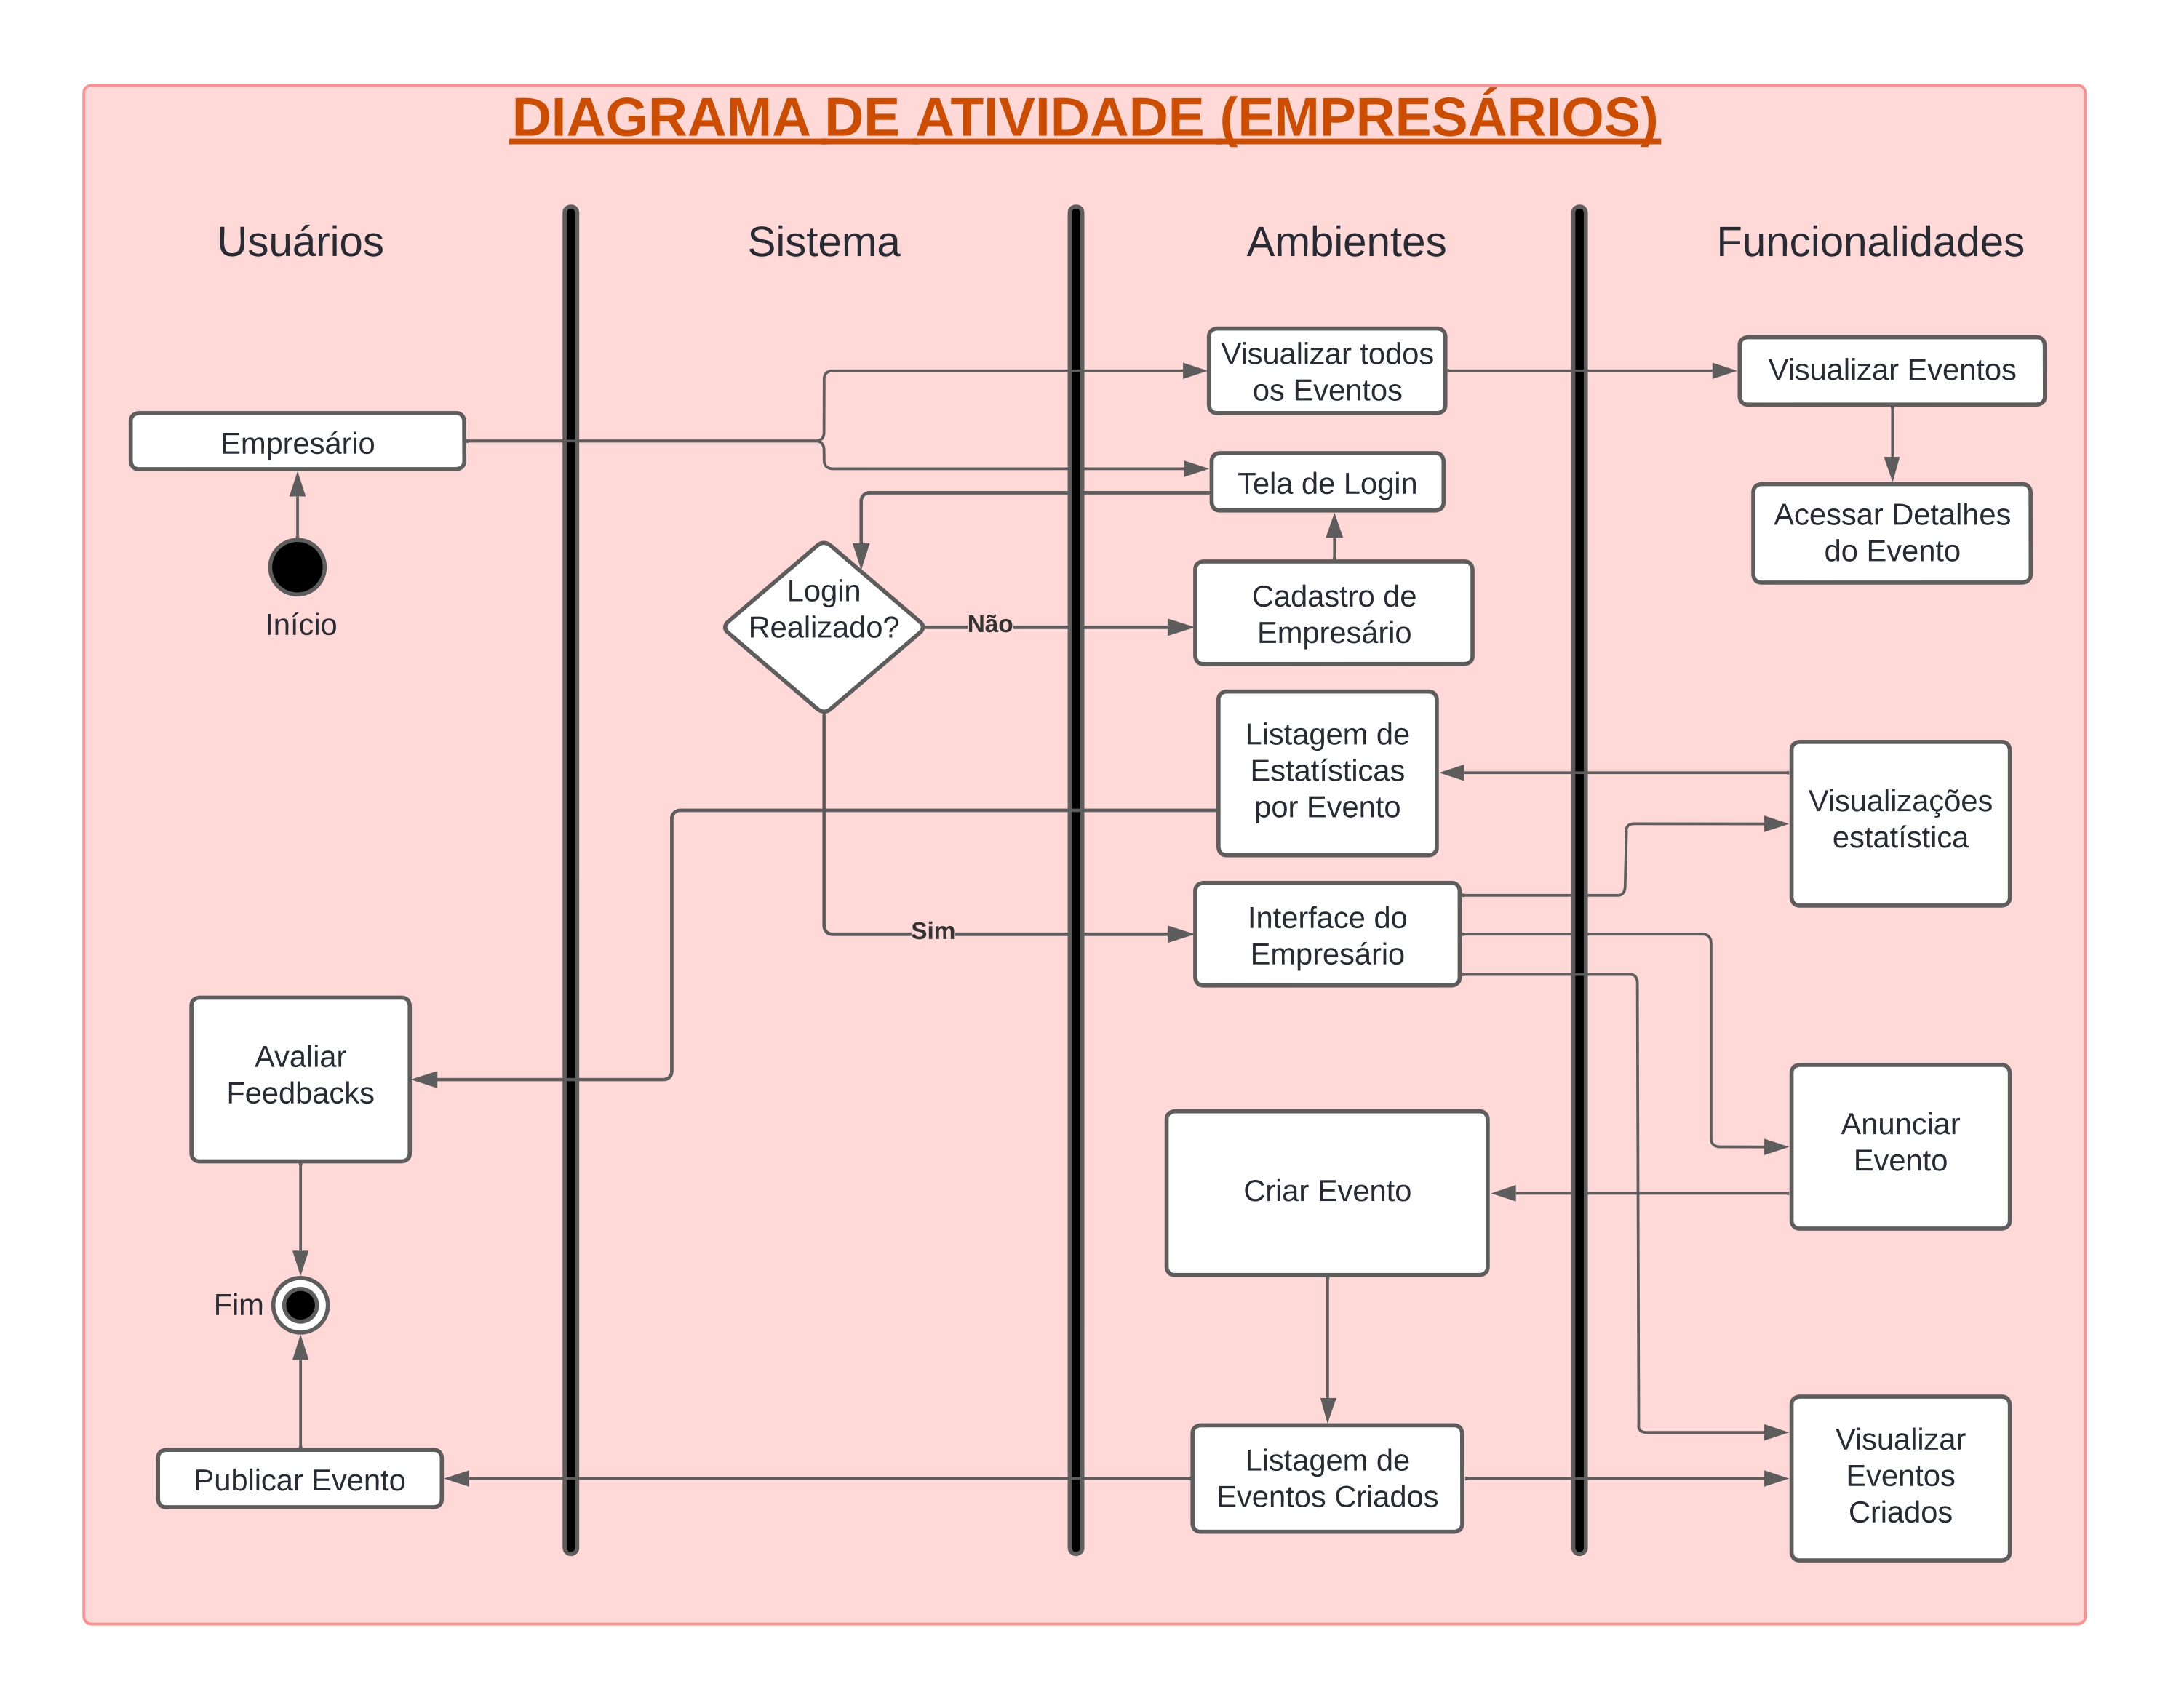 DIAGRAMA DE ATIVIDADE (EMPRESÁRIOS)
Usuários
Sistema
Ambientes
Funcionalidades
Visualizar todos
os Eventos
Visualizar Eventos
Empresário
Tela de Login
Acessar Detalhes
do Evento
Início
Login
Realizado?
Não
Cadastro de
Empresário
Listagem de
Estatísticas
por Evento
Visualizações
estatística
Sim
Interface do
Empresário
Avaliar
Feedbacks
Anunciar
Evento
Criar Evento
Fim
Publicar Evento
Listagem de
Eventos Criados
Visualizar
Eventos
Criados